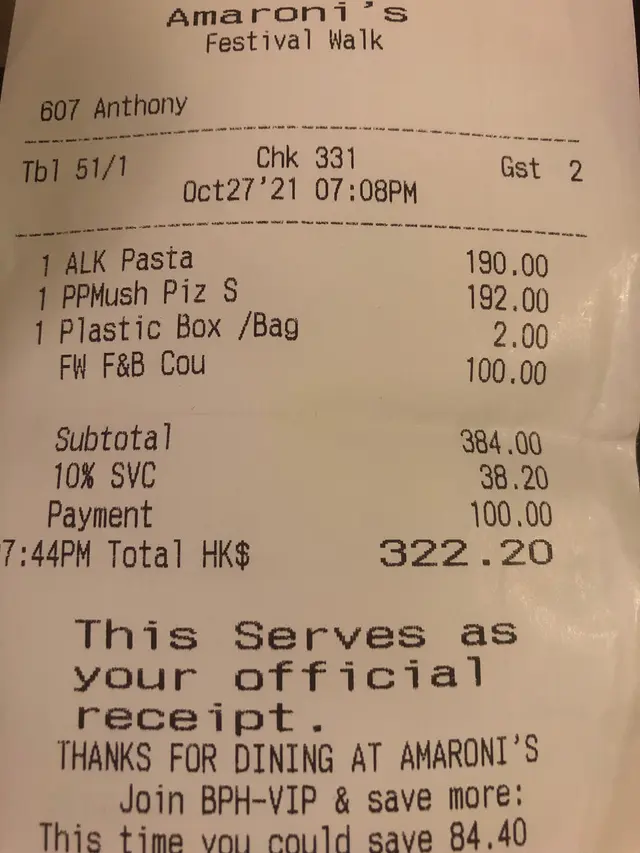 Amaroni's
Festival Walk
607 Anthony
Tbl 51/1 Chk 331 Gst 2
Oct27'21 07:08PM
1 ALK Pasta 190.00
1 PPMush Piz S 192.00
1 Plastic Box /Bag 2.00
FW F&B Cou 100.00
Subtotal 384.00
10% SVC 38.20
Payment 100.00
7:44PM Total HK$ 322.20
This Serves as
your official
receipt.
THANKS FOR DINING AT AMARONI'S
Join BPH-VIP & save more:
This time you could save 84.40